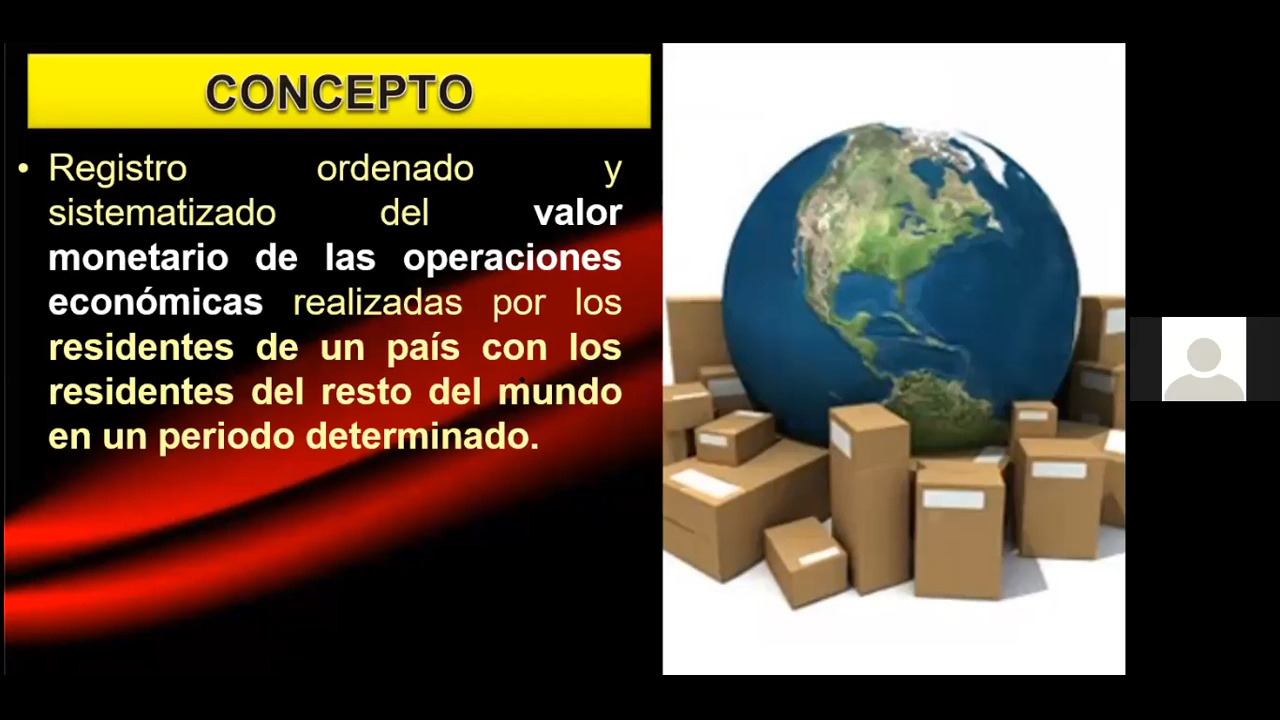 CONCEPTO
• Registro ordenado y
sistematizado del valor
monetario de las operaciones
económicas realizadas por los
residentes de un país con los
residentes del resto del mundo
en un periodo determinado.